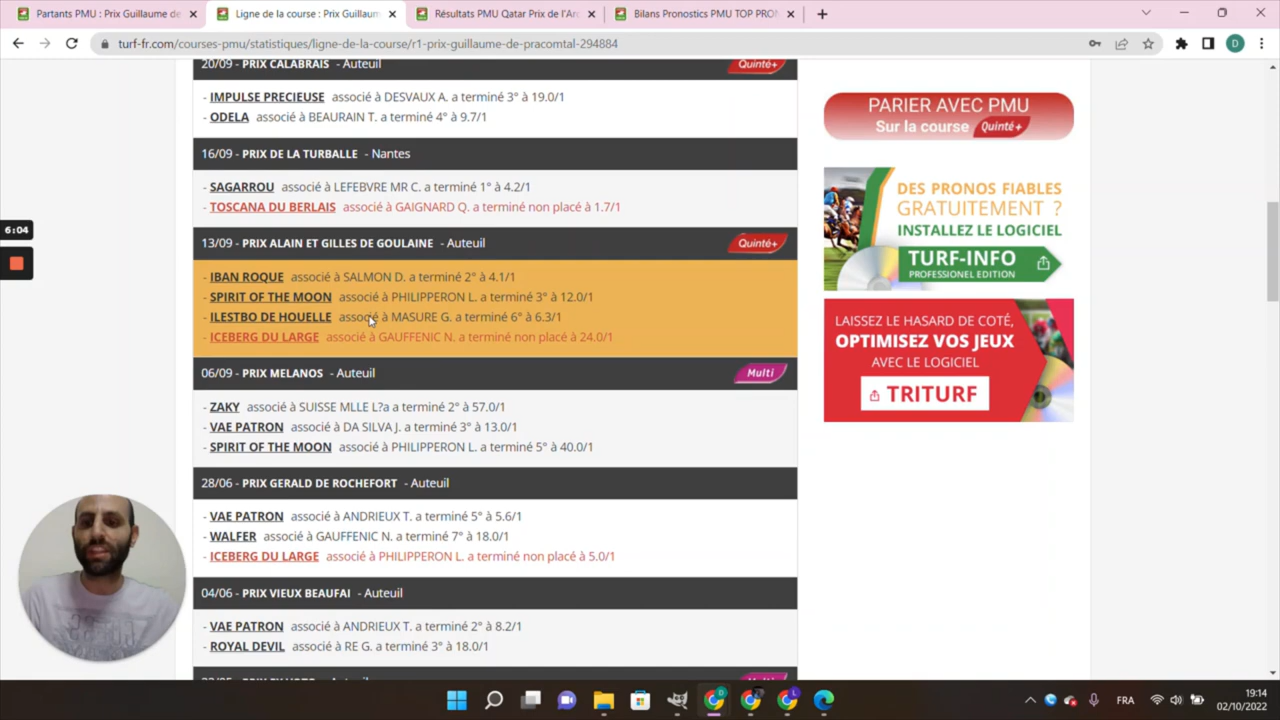 Partants PMU : Prix Guillaume de
Ligne de la course : Prix Guillaum
Résultats PMU Qatar Prix de l'Arc
Bilans Pronostics PMU TOP PRON
turf-fr.com/courses-pmu/statistiques/ligne-de-la-course/r1-prix-guillaume-de-pracomtal-294884
D
20/09 - PRIX CALABRAIS - Auteuil
Quinté+
- IMPULSE PRECIEUSE associé à DESVAUX A. a terminé 3° à 19.0/1
- ODELA associé à BEAURAIN T. a terminé 4° à 9.7/1
16/09 - PRIX DE LA TURBALLE - Nantes
- SAGARROU associé à LEFEBVRE MR C. a terminé 1° à 4.2/1
- TOSCANA DU BERLAIS associé à GAIGNARD Q. a terminé non placé à 1.7/1
13/09 - PRIX ALAIN ET GILLES DE GOULAINE - Auteuil
Quinté+
- IBAN ROQUE associé à SALMON D. a terminé 2° à 4.1/1
- SPIRIT OF THE MOON associé à PHILIPPERON L. a terminé 3° à 12.0/1
- ILESTBO DE HOUELLE associé à MASURE G. a terminé 6° à 6.3/1
- ICEBERG DU LARGE associé à GAUFFENIC N. a terminé non placé à 24.0/1
06/09 - PRIX MELANOS - Auteuil
Multi
- ZAKY associé à SUISSE MLLE L?a a terminé 2° à 57.0/1
- VAE PATRON associé à DA SILVA J. a terminé 3° à 13.0/1
- SPIRIT OF THE MOON associé à PHILIPPERON L. a terminé 5° à 40.0/1
28/06 - PRIX GERALD DE ROCHEFORT - Auteuil
- VAE PATRON associé à ANDRIEUX T. a terminé 5° à 5.6/1
- WALFER associé à GAUFFENIC N. a terminé 7° à 18.0/1
- ICEBERG DU LARGE associé à PHILIPPERON L. a terminé non placé à 5.0/1
04/06 - PRIX VIEUX BEAUFAI - Auteuil
- VAE PATRON associé à ANDRIEUX T. a terminé 2° à 8.2/1
- ROYAL DEVIL associé à RE G. a terminé 3° à 18.0/1
PARIER AVEC PMU
Sur la course Quinté+
DES PRONOS FIABLES
GRATUITEMENT ?
INSTALLEZ LE LOGICIEL
TURF-INFO
PROFESSIONEL EDITION
LAISSEZ LE HASARD DE COTÉ,
OPTIMISEZ VOS JEUX
AVEC LE LOGICIEL
TRITURF
6:04
FRA
19:14
02/10/2022